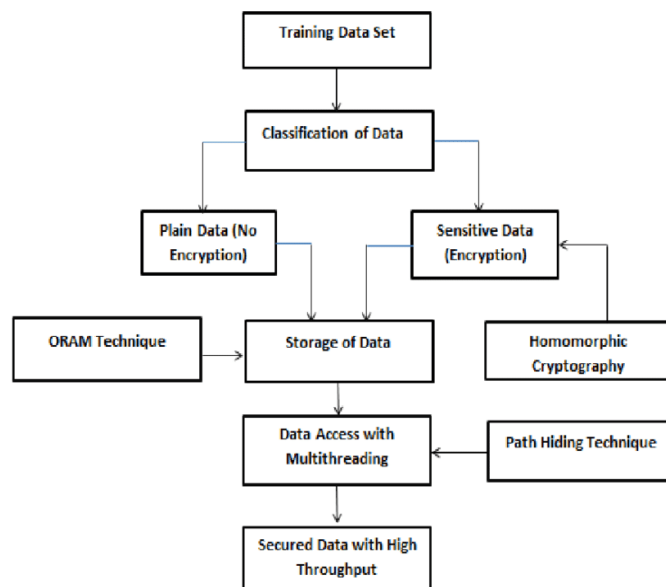 Training Data Set
Classification of Data
Plain Data (No
Encryption)
Sensitive Data
(Encryption)
ORAM Technique
Storage of Data
Homomorphic
Cryptography
Data Access with
Multithreading
Path Hiding Technique
Secured Data with High
Throughput